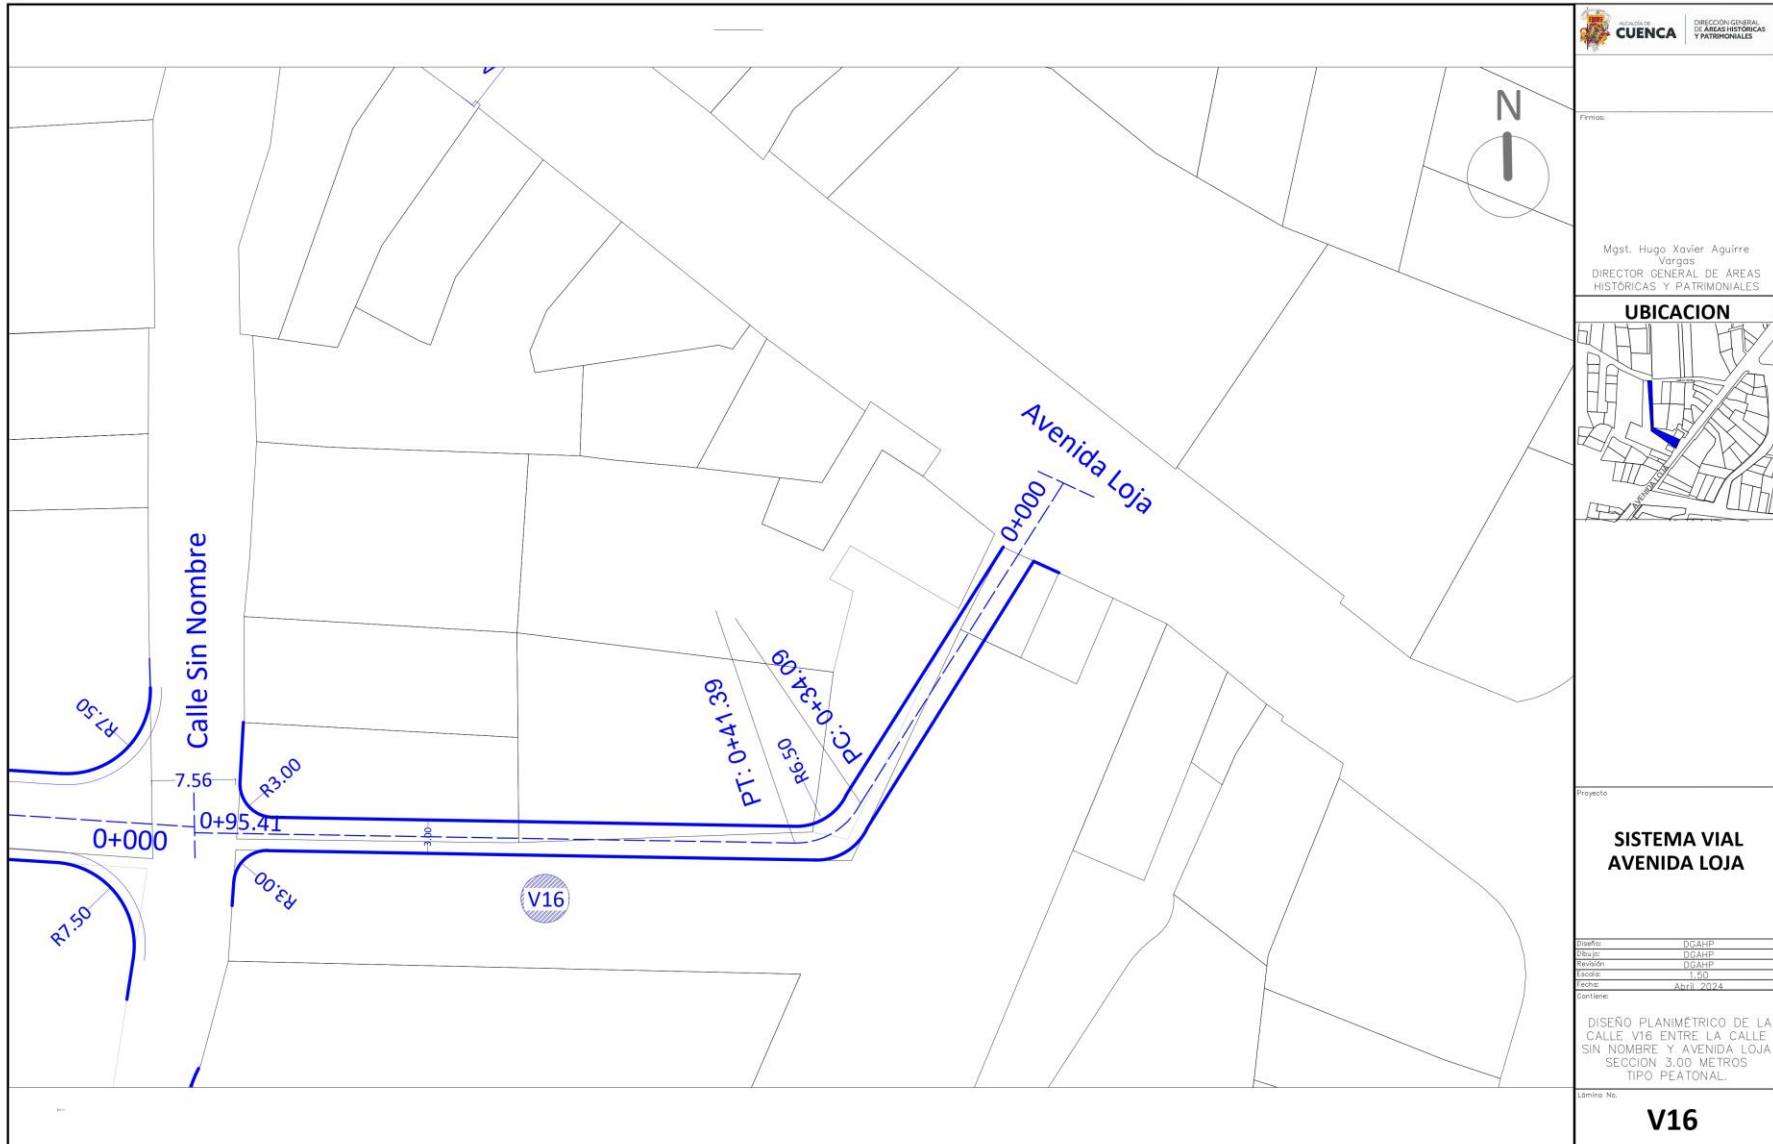 ALCALDÍA DE
CUENCA
DIRECCIÓN GENERAL
DE ÁREAS HISTÓRICAS
Y PATRIMONIALES
Firmas:
Mgst. Hugo Xavier Aguirre
Vargas
DIRECTOR GENERAL DE ÁREAS
HISTÓRICAS Y PATRIMONIALES
UBICACION
AVENIDA LOJA
N
Avenida Loja
0+000
Calle Sin Nombre
PC: 0+34.09
PT: 0+41.39
R6.50
R7.50
7.56
R3.00
0+95.41
0+000
3.00
R3.00
R7.50
V16
Proyecto
SISTEMA VIAL
AVENIDA LOJA
Diseño: DGAHP
Dibujo: DGAHP
Revisión DGAHP
Escala: 1.50
Fecha: Abril 2024
Contiene:
DISEÑO PLANIMÉTRICO DE LA
CALLE V16 ENTRE LA CALLE
SIN NOMBRE Y AVENIDA LOJA
SECCION 3.00 METROS
TIPO PEATONAL.
Lámina No.
V16